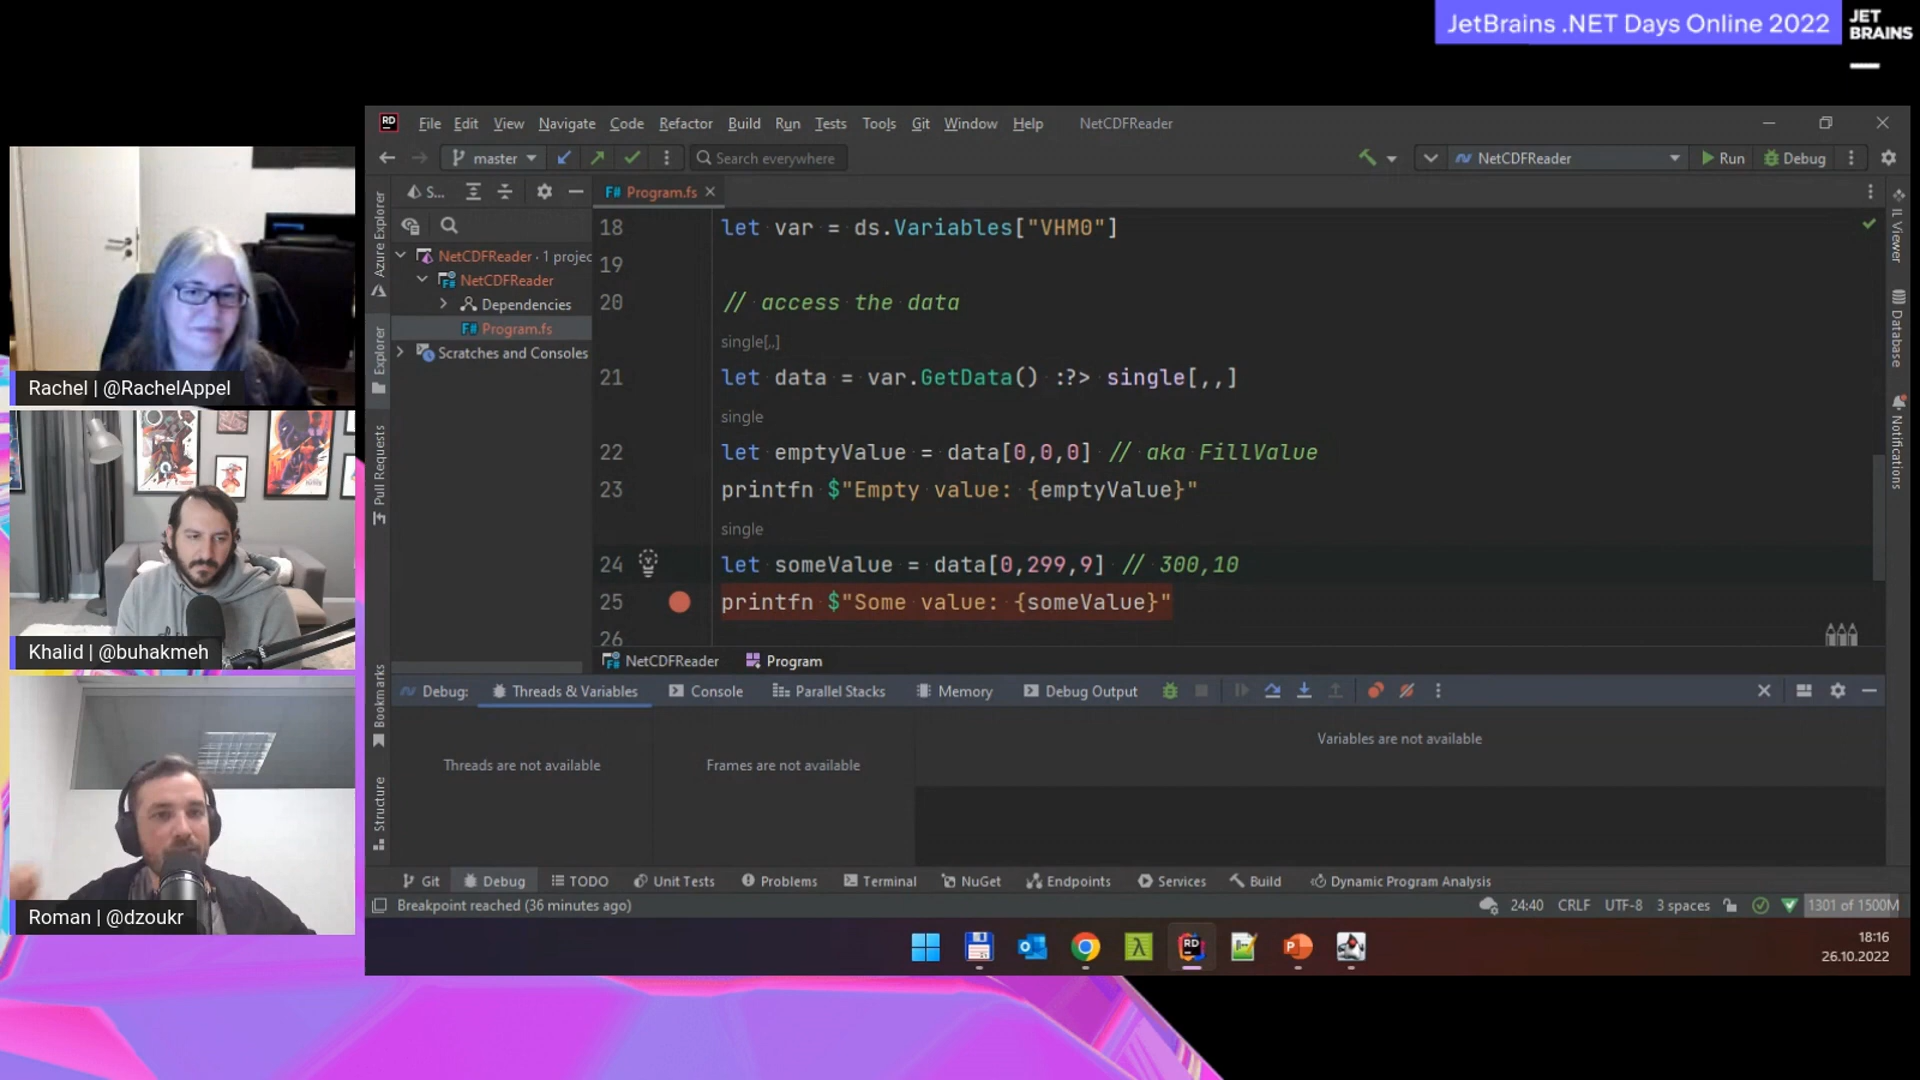 JetBrains .NET Days Online 2022
JET
BRAINS
RD File Edit View Navigate Code Refactor Build Run Tests Tools Git Window Help NetCDFReader
master Search everywhere NetCDFReader Run Debug
S... F# Program.fs
NetCDFReader · 1 projec
NetCDFReader
Dependencies
F# Program.fs
Scratches and Consoles
Azure Explorer
Explorer
Pull Requests
Bookmarks
Structure
18 let var = ds.Variables["VHM0"]
19
20 // access the data
single[,,]
21 let data = var.GetData() :?> single[,,]
single
22 let emptyValue = data[0,0,0] // aka FillValue
23 printfn $"Empty value: {emptyValue}"
single
24 let someValue = data[0,299,9] // 300,10
25 printfn $"Some value: {someValue}"
26
IL Viewer
Database
Notifications
NetCDFReader Program
Debug: Threads & Variables Console Parallel Stacks Memory Debug Output
Threads are not available
Frames are not available
Variables are not available
Git Debug TODO Unit Tests Problems Terminal NuGet Endpoints Services Build Dynamic Program Analysis
Breakpoint reached (36 minutes ago) 24:40 CRLF UTF-8 3 spaces 1301 of 1500M
18:16
26.10.2022
Rachel | @RachelAppel
Khalid | @buhakmeh
Roman | @dzoukr